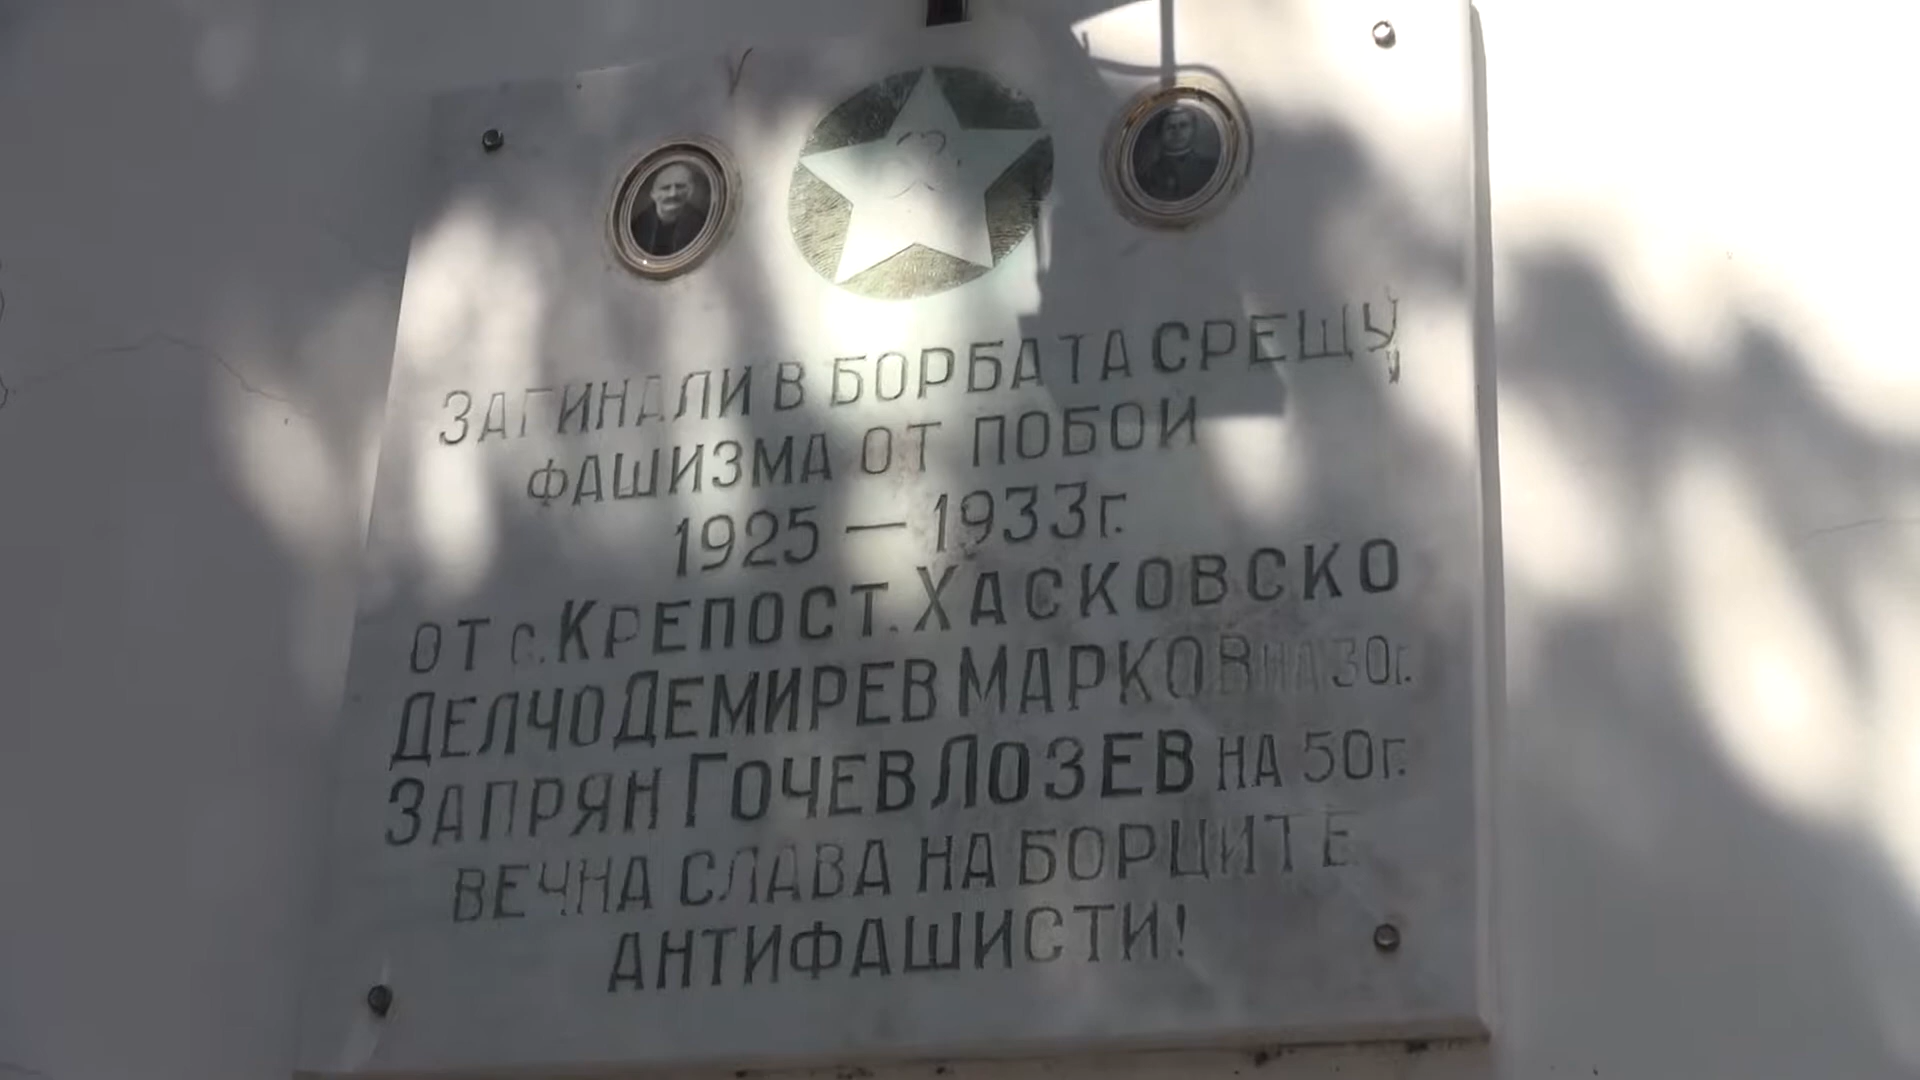 ЗАГИНАЛИ В БОРБАТА СРЕЩУ
ФАШИЗМА ОТ ПОБОИ
1925 — 1933г.
ОТ с. КРЕПОСТ. ХАСКОВСКО
ДЕЛЧО ДЕМИРЕВ МАРКОВ НА 30г.
ЗАПРЯН ГОЧЕВ ЛОЗЕВ НА 50г.
ВЕЧНА СЛАВА НА БОРЦИТЕ
АНТИФАШИСТИ!